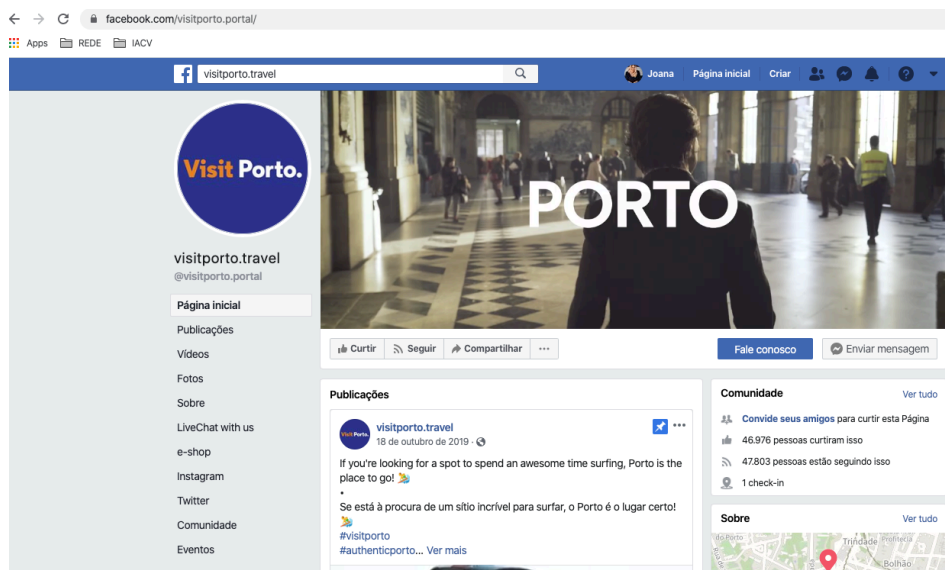 facebook.com/visitporto.portal/
Apps REDE IACV
visitporto.travel
Joana Página inicial Criar
Visit Porto.
PORTO
visitporto.travel
@visitporto.portal
Página inicial
Publicações
Vídeos
Fotos
Sobre
LiveChat with us
e-shop
Instagram
Twitter
Comunidade
Eventos
Curtir Seguir Compartilhar ...
Fale conosco Enviar mensagem
Publicações
Visit Porto.
visitporto.travel
18 de outubro de 2019 ·
If you're looking for a spot to spend an awesome time surfing, Porto is the
place to go! 🏄
•
Se está à procura de um sítio incrível para surfar, o Porto é o lugar certo!
🏄
#visitporto
#authenticporto... Ver mais
Comunidade Ver tudo
Convide seus amigos para curtir esta Página
46.976 pessoas curtiram isso
47.803 pessoas estão seguindo isso
1 check-in
Sobre Ver tudo
do Porto
Trindade
Bolhão